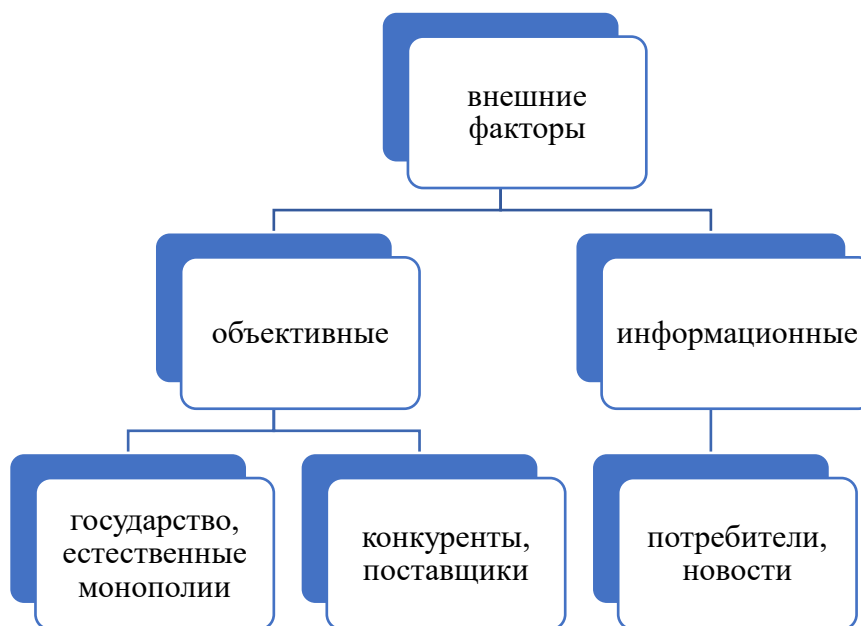 внешние
факторы
объективные
информационные
государство,
естественные
монополии
конкуренты,
поставщики
потребители,
новости